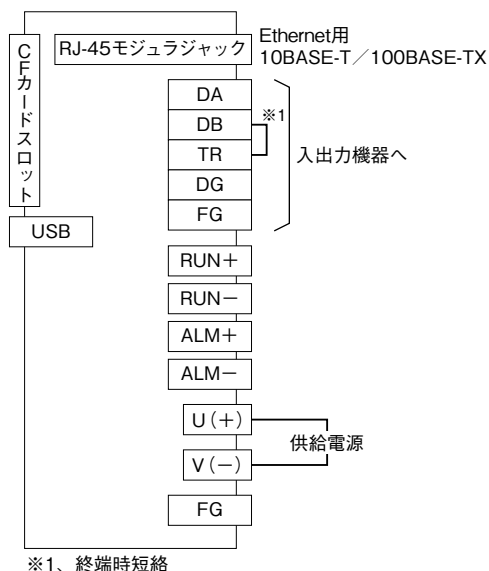 CFカードスロット
RJ-45モジュラジャック
Ethernet用
10BASE-T／100BASE-TX
DA
DB
※1
TR
入出力機器へ
DG
FG
USB
RUN＋
RUN－
ALM＋
ALM－
U（＋）
供給電源
V（－）
FG
※1、終端時短絡